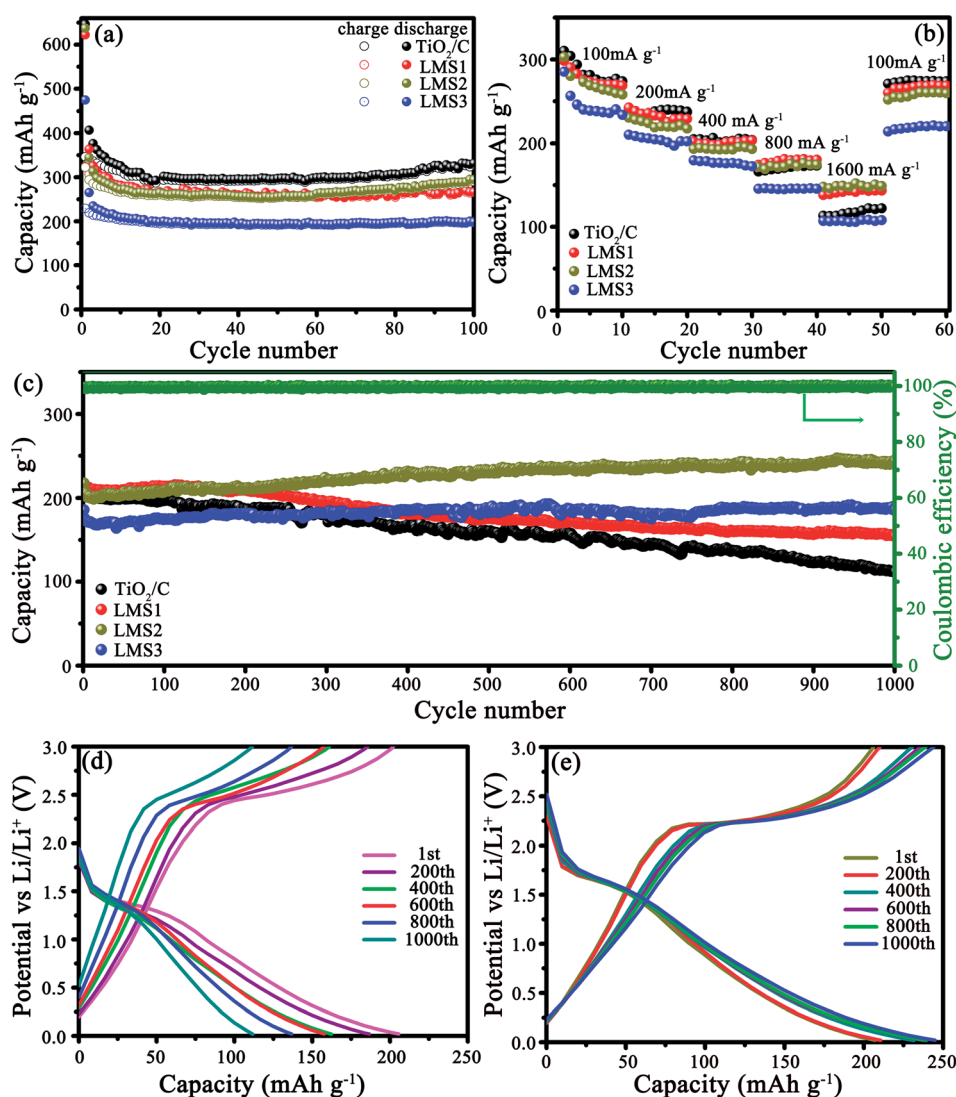 (a)
charge discharge
TiO₂/C
LMS1
LMS2
LMS3
600
500
400
300
200
100
0
Capacity (mAh g⁻¹)
0 20 40 60 80 100
Cycle number
(b)
100mA g⁻¹
200mA g⁻¹
400 mA g⁻¹
800 mA g⁻¹
1600 mA g⁻¹
100mA g⁻¹
TiO₂/C
LMS1
LMS2
LMS3
300
200
100
0
Capacity (mAh g⁻¹)
0 10 20 30 40 50 60
Cycle number
(c)
300
200
100
0
Capacity (mAh g⁻¹)
TiO₂/C
LMS1
LMS2
LMS3
100
80
60
40
20
0
Coulombic efficiency (%)
0 100 200 300 400 500 600 700 800 900 1000
Cycle number
(d)
3.0
2.5
2.0
1.5
1.0
0.5
0.0
Potential vs Li/Li⁺ (V)
1st
200th
400th
600th
800th
1000th
0 50 100 150 200 250
Capacity (mAh g⁻¹)
(e)
3.0
2.5
2.0
1.5
1.0
0.5
0.0
Potential vs Li/Li⁺ (V)
1st
200th
400th
600th
800th
1000th
0 50 100 150 200 250
Capacity (mAh g⁻¹)